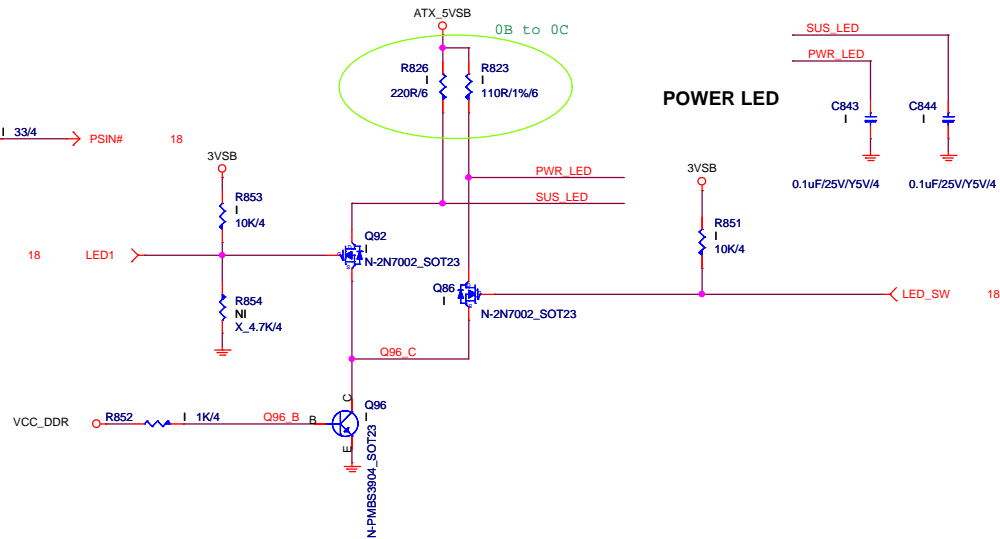 ATX_5VSB
0B to 0C
SUS_LED
PWR_LED
R826
I
220R/6
R823
I
110R/1%/6
POWER LED
C843
I
C844
I
0.1uF/25V/Y5V/4
0.1uF/25V/Y5V/4
I 33/4
PSIN#
18
3VSB
PWR_LED
3VSB
R853
I
10K/4
SUS_LED
R851
I
10K/4
Q92
I
N-2N7002_SOT23
18
LED1
Q86
I
N-2N7002_SOT23
LED_SW
18
R854
NI
X_4.7K/4
Q96_C
VCC_DDR
R852
I 1K/4
Q96_B
B
C
E
Q96
I
N-PMBS3904_SOT23